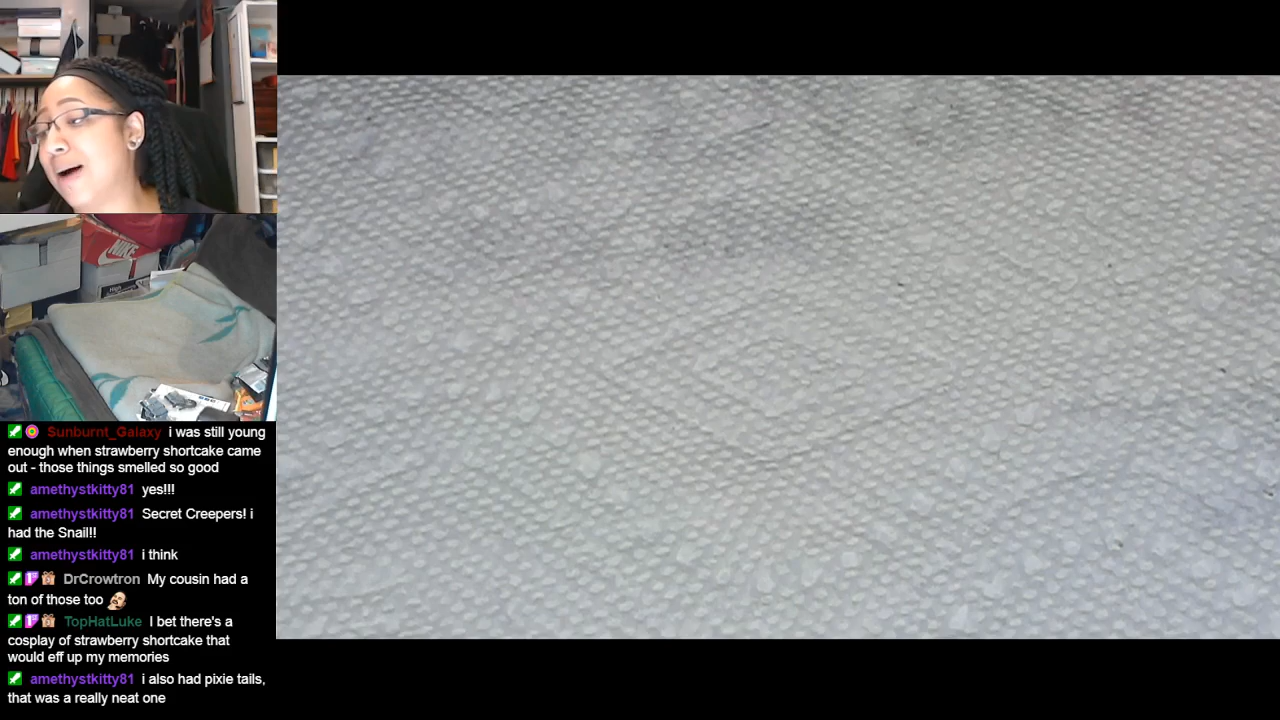 NIKE
High
Sunburnt_Galaxy i was still young
enough when strawberry shortcake came
out - those things smelled so good
amethystkitty81 yes!!!
amethystkitty81 Secret Creepers! i
had the Snail!!
amethystkitty81 i think
DrCrowtron My cousin had a
ton of those too
TopHatLuke I bet there's a
cosplay of strawberry shortcake that
would eff up my memories
amethystkitty81 i also had pixie tails,
that was a really neat one